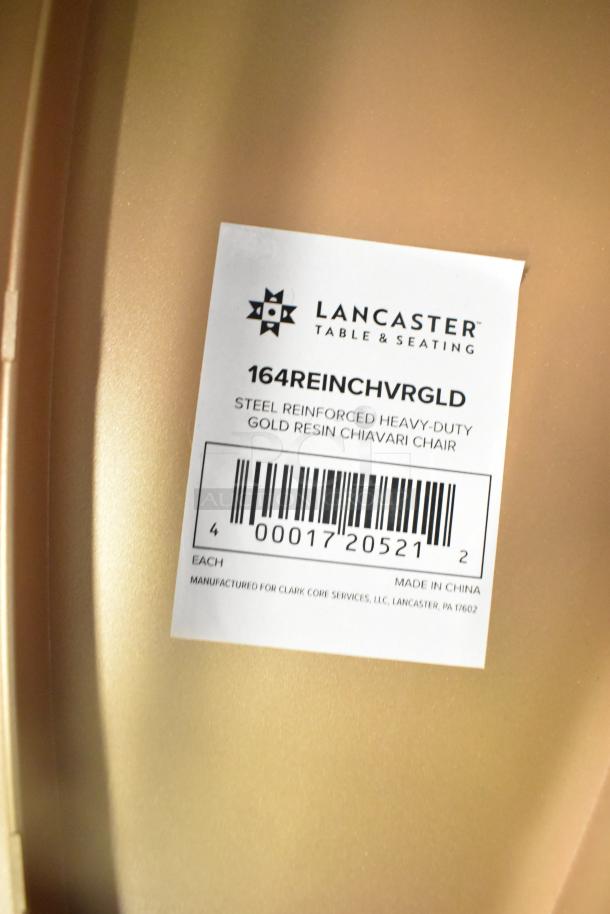 LANCASTER™
TABLE & SEATING
164REINCHVRGLD
STEEL REINFORCED HEAVY-DUTY
GOLD RESIN CHIAVARI CHAIR
4 00017 20521 2
EACH MADE IN CHINA
MANUFACTURED FOR CLARK CORE SERVICES, LLC, LANCASTER, PA 17602